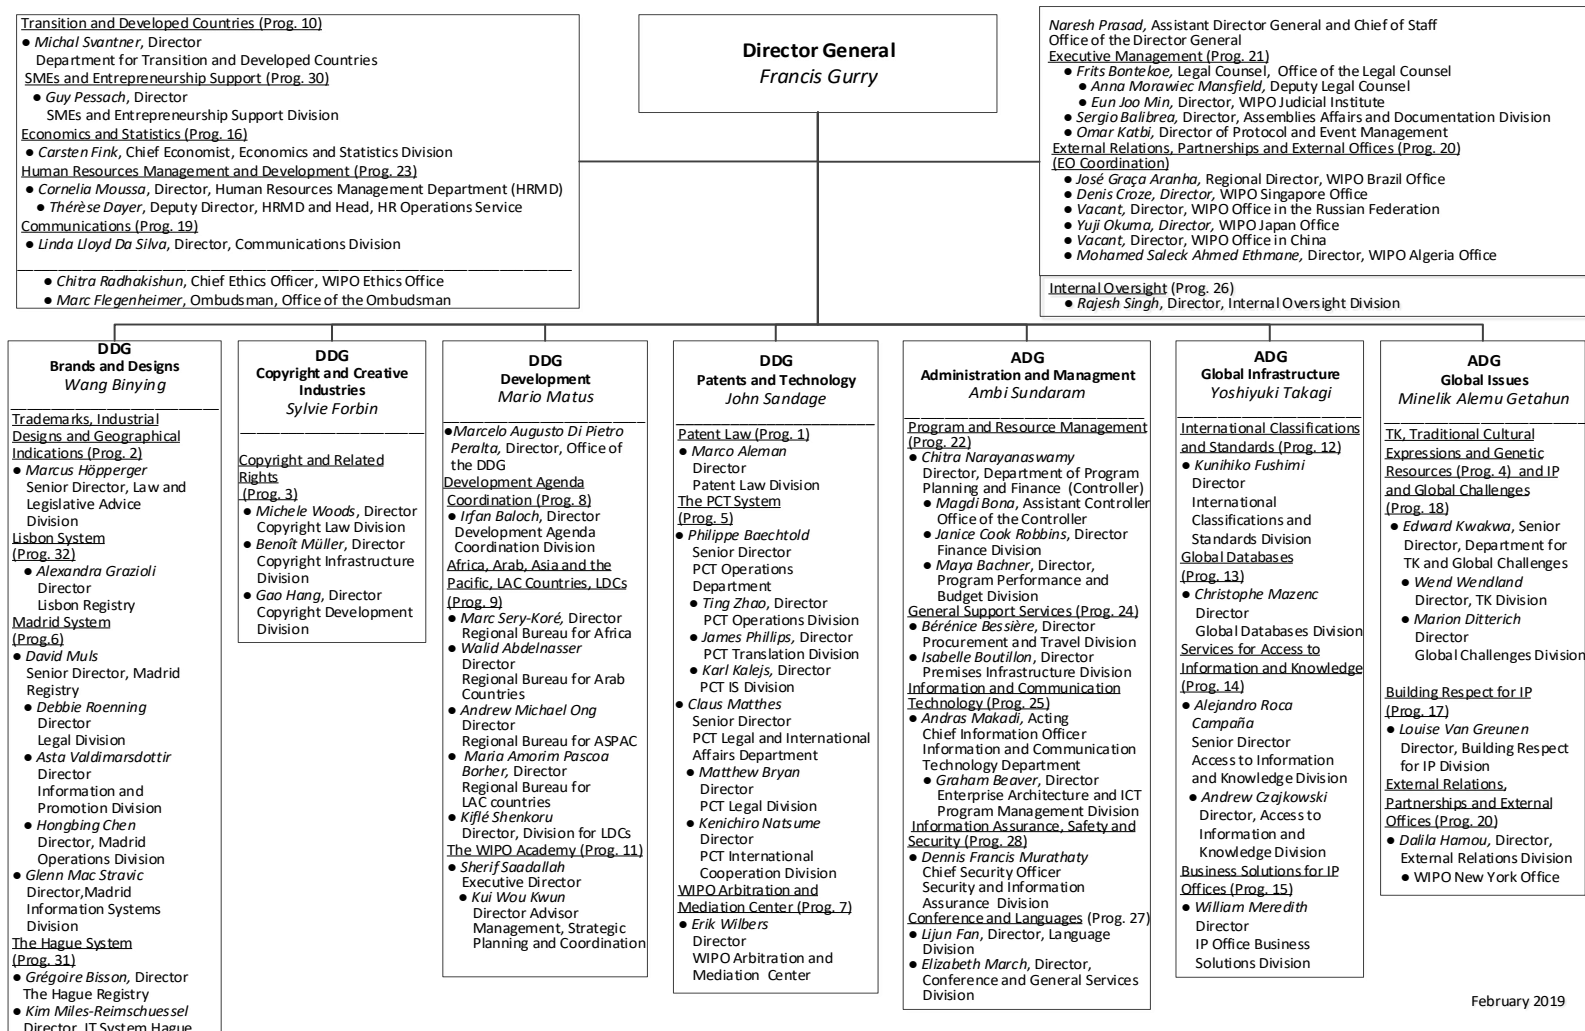 Transition and Developed Countries (Prog. 10)
● Michal Svantner, Director
Department for Transition and Developed Countries
SMEs and Entrepreneurship Support (Prog. 30)
● Guy Pessach, Director
SMEs and Entrepreneurship Support Division
Economics and Statistics (Prog. 16)
● Carsten Fink, Chief Economist, Economics and Statistics Division
Human Resources Management and Development (Prog. 23)
● Cornelia Moussa, Director, Human Resources Management Department (HRMD)
● Thérèse Dayer, Deputy Director, HRMD and Head, HR Operations Service
Communications (Prog. 19)
● Linda Lloyd Da Silva, Director, Communications Division
● Chitra Radhakishun, Chief Ethics Officer, WIPO Ethics Office
● Marc Flegenheimer, Ombudsman, Office of the Ombudsman
Director General
Francis Gurry
Naresh Prasad, Assistant Director General and Chief of Staff
Office of the Director General
Executive Management (Prog. 21)
● Frits Bontekoe, Legal Counsel, Office of the Legal Counsel
● Anna Morawiec Mansfield, Deputy Legal Counsel
● Eun Joo Min, Director, WIPO Judicial Institute
● Sergio Balibrea, Director, Assemblies Affairs and Documentation Division
● Omar Katbi, Director of Protocol and Event Management
External Relations, Partnerships and External Offices (Prog. 20)
(EO Coordination)
● José Graça Aranha, Regional Director, WIPO Brazil Office
● Denis Croze, Director, WIPO Singapore Office
● Vacant, Director, WIPO Office in the Russian Federation
● Yuji Okuma, Director, WIPO Japan Office
● Vacant, Director, WIPO Office in China
● Mohamed Saleck Ahmed Ethmane, Director, WIPO Algeria Office
Internal Oversight (Prog. 26)
● Rajesh Singh, Director, Internal Oversight Division
DDG
Brands and Designs
Wang Binying
Trademarks, Industrial
Designs and Geographical
Indications (Prog. 2)
● Marcus Höpperger
Senior Director, Law and
Legislative Advice
Division
Lisbon System
(Prog. 32)
● Alexandra Grazioli
Director
Lisbon Registry
Madrid System
(Prog.6)
● David Muls
Senior Director, Madrid
Registry
● Debbie Roenning
Director
Legal Division
● Asta Valdimarsdottir
Director
Information and
Promotion Division
● Hongbing Chen
Director, Madrid
Operations Division
● Glenn Mac Stravic
Director,Madrid
Information Systems
Division
The Hague System
(Prog. 31)
● Grégoire Bisson, Director
The Hague Registry
● Kim Miles-Reimschuessel
Director, IT System Hague
DDG
Copyright and Creative
Industries
Sylvie Forbin
Copyright and Related
Rights
(Prog. 3)
● Michele Woods, Director
Copyright Law Division
● Benoît Müller, Director
Copyright Infrastructure
Division
● Gao Hang, Director
Copyright Development
Division
DDG
Development
Mario Matus
●Marcelo Augusto Di Pietro
Peralta, Director, Office of
the DDG
Development Agenda
Coordination (Prog. 8)
● Irfan Baloch, Director
Development Agenda
Coordination Division
Africa, Arab, Asia and the
Pacific, LAC Countries, LDCs
(Prog. 9)
● Marc Sery-Koré, Director
Regional Bureau for Africa
● Walid Abdelnasser
Director
Regional Bureau for Arab
Countries
● Andrew Michael Ong
Director
Regional Bureau for ASPAC
● Maria Amorim Pascoa
Borher, Director
Regional Bureau for
LAC countries
● Kiflé Shenkoru
Director, Division for LDCs
The WIPO Academy (Prog. 11)
● Sherif Saadallah
Executive Director
● Kui Wou Kwun
Director Advisor
Management, Strategic
Planning and Coordination
DDG
Patents and Technology
John Sandage
Patent Law (Prog. 1)
● Marco Aleman
Director
Patent Law Division
The PCT System
(Prog. 5)
● Philippe Baechtold
Senior Director
PCT Operations
Department
● Ting Zhao, Director
PCT Operations Division
● James Phillips, Director
PCT Translation Division
● Karl Kalejs, Director
PCT IS Division
● Claus Matthes
Senior Director
PCT Legal and International
Affairs Department
● Matthew Bryan
Director
PCT Legal Division
● Kenichiro Natsume
Director
PCT International
Cooperation Division
WIPO Arbitration and
Mediation Center (Prog. 7)
● Erik Wilbers
Director
WIPO Arbitration and
Mediation Center
ADG
Administration and Managment
Ambi Sundaram
Program and Resource Management
(Prog. 22)
● Chitra Narayanaswamy
Director, Department of Program
Planning and Finance (Controller)
● Magdi Bona, Assistant Controller
Office of the Controller
● Janice Cook Robbins, Director
Finance Division
● Maya Bachner, Director,
Program Performance and
Budget Division
General Support Services (Prog. 24)
● Bérénice Bessière, Director
Procurement and Travel Division
● Isabelle Boutillon, Director
Premises Infrastructure Division
Information and Communication
Technology (Prog. 25)
● Andras Makadi, Acting
Chief Information Officer
Information and Communication
Technology Department
● Graham Beaver, Director
Enterprise Architecture and ICT
Program Management Division
Information Assurance, Safety and
Security (Prog. 28)
● Dennis Francis Murathaty
Chief Security Officer
Security and Information
Assurance Division
Conference and Languages (Prog. 27)
● Lijun Fan, Director, Language
Division
● Elizabeth March, Director,
Conference and General Services
Division
ADG
Global Infrastructure
Yoshiyuki Takagi
International Classifications
and Standards (Prog. 12)
● Kunihiko Fushimi
Director
International
Classifications and
Standards Division
Global Databases
(Prog. 13)
● Christophe Mazenc
Director
Global Databases Division
Services for Access to
Information and Knowledge
(Prog. 14)
● Alejandro Roca
Campaña
Senior Director
Access to Information
and Knowledge Division
● Andrew Czajkowski
Director, Access to
Information and
Knowledge Division
Business Solutions for IP
Offices (Prog. 15)
● William Meredith
Director
IP Office Business
Solutions Division
ADG
Global Issues
Minelik Alemu Getahun
TK, Traditional Cultural
Expressions and Genetic
Resources (Prog. 4) and IP
and Global Challenges
(Prog. 18)
● Edward Kwakwa, Senior
Director, Department for
TK and Global Challenges
● Wend Wendland
Director, TK Division
● Marion Ditterich
Director
Global Challenges Division
Building Respect for IP
(Prog. 17)
● Louise Van Greunen
Director, Building Respect
for IP Division
External Relations,
Partnerships and External
Offices (Prog. 20)
● Dalila Hamou, Director,
External Relations Division
● WIPO New York Office
February 2019